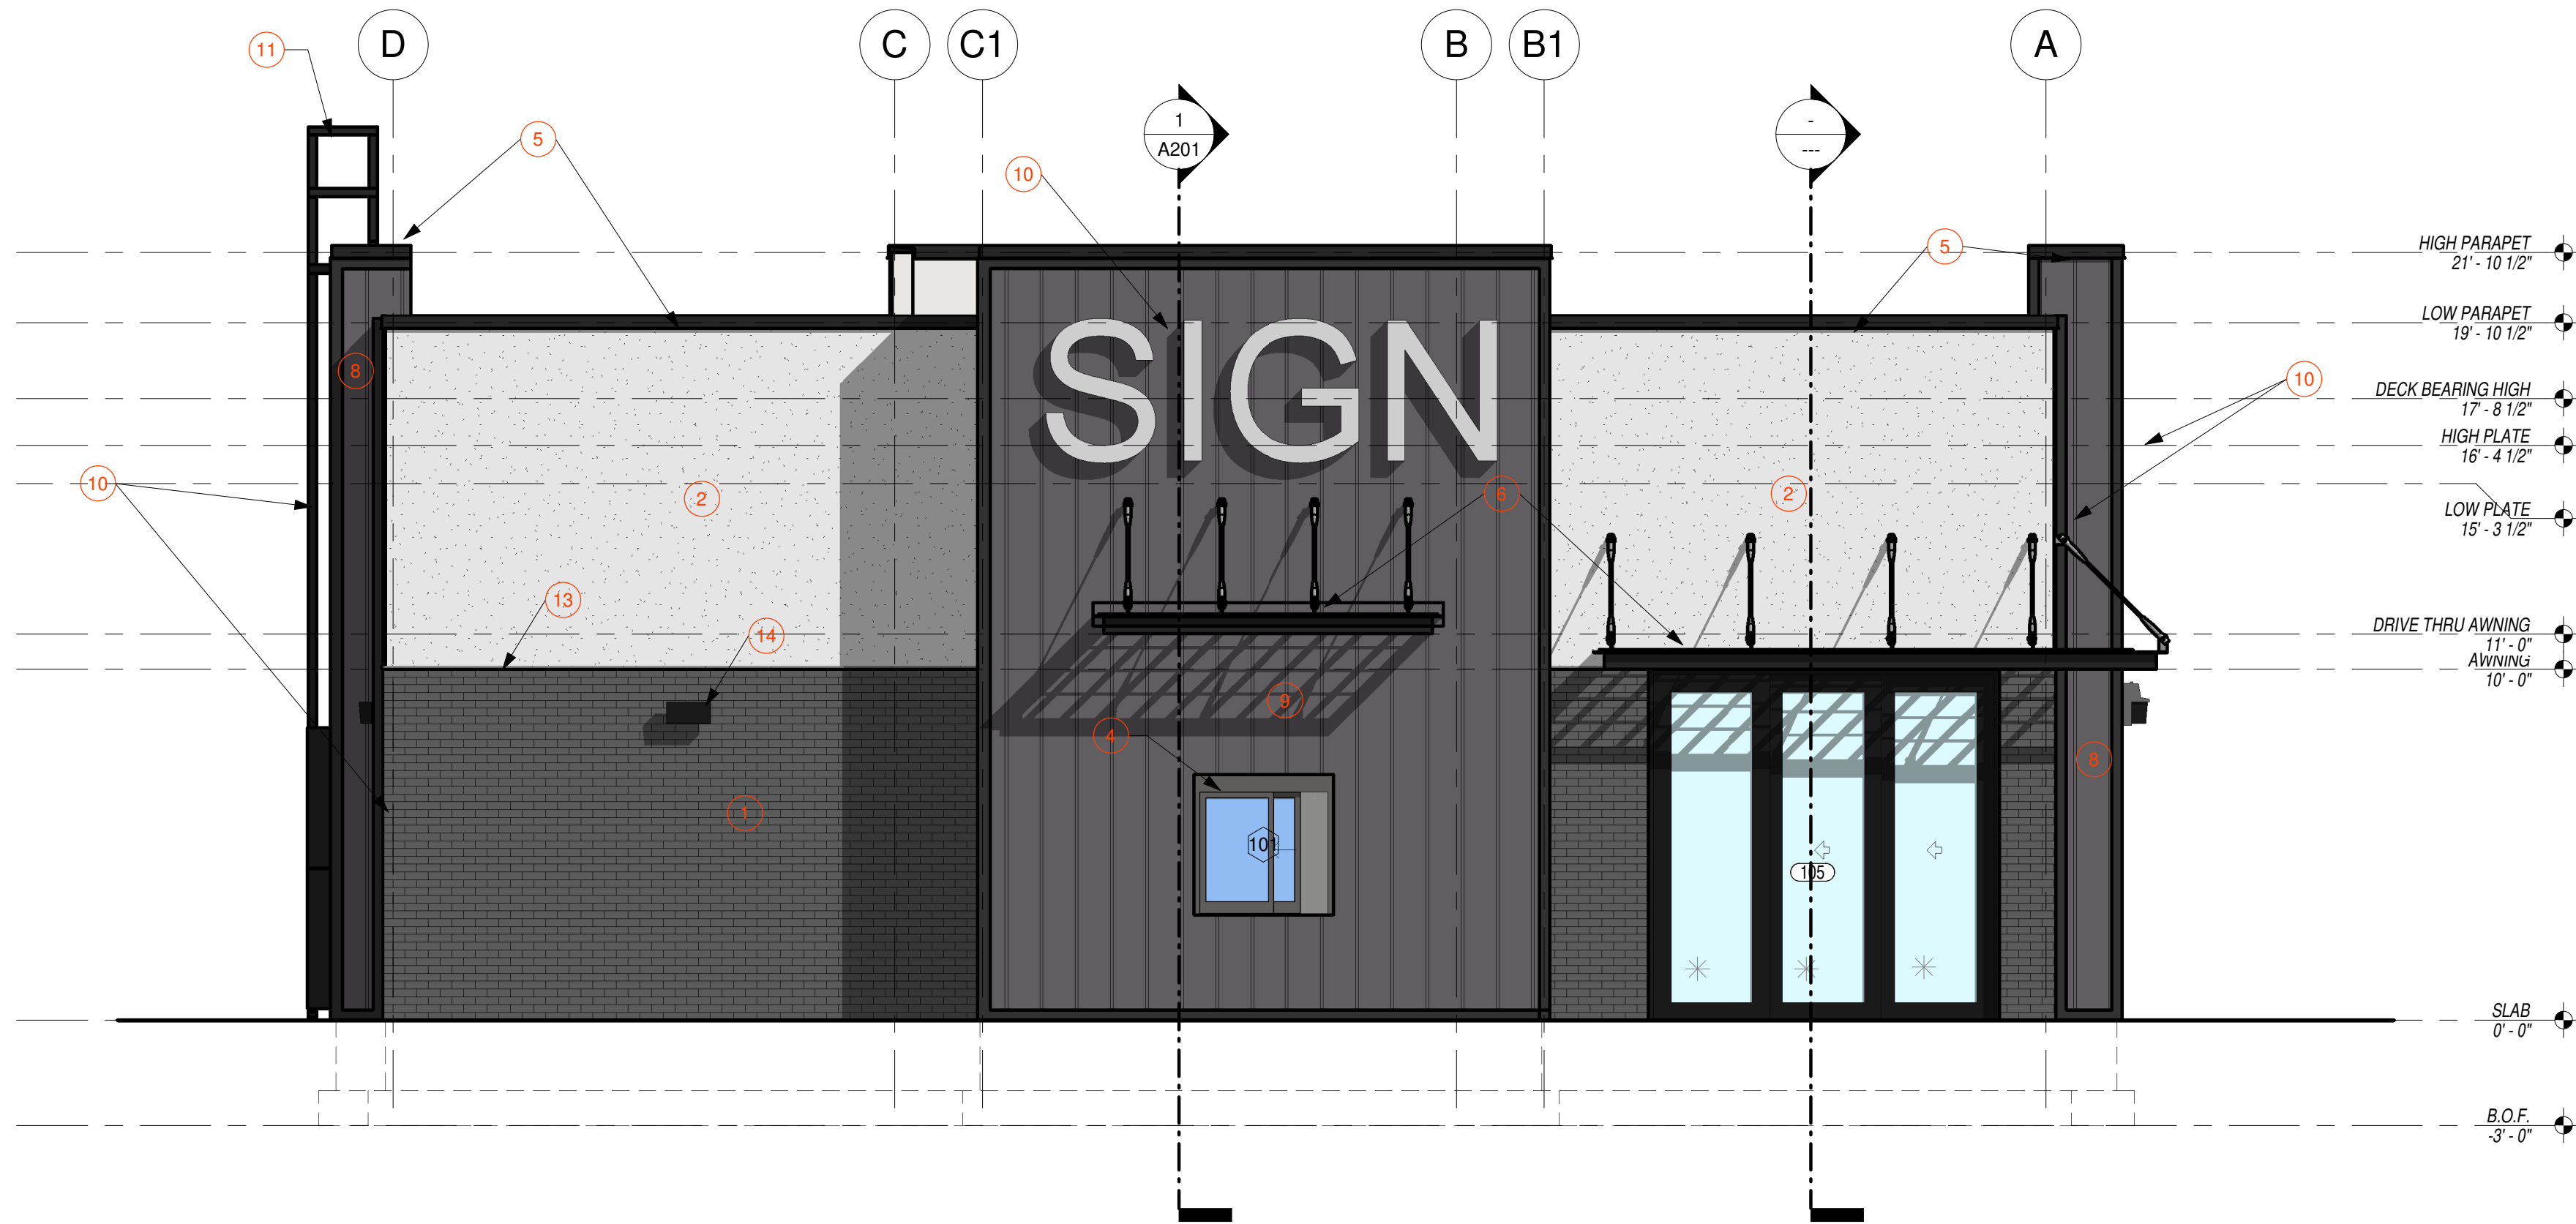 D
C
C1
B
B1
A
11
5
1
A201
-
---
10
5
HIGH PARAPET
21' - 10 1/2"
LOW PARAPET
19' - 10 1/2"
SIGN
8
10
DECK BEARING HIGH
17' - 8 1/2"
HIGH PLATE
16' - 4 1/2"
10
2
6
2
LOW PLATE
15' - 3 1/2"
13
14
DRIVE THRU AWNING
11' - 0"
AWNING
10' - 0"
9
4
8
1
101
105
SLAB
0' - 0"
B.O.F.
-3' - 0"